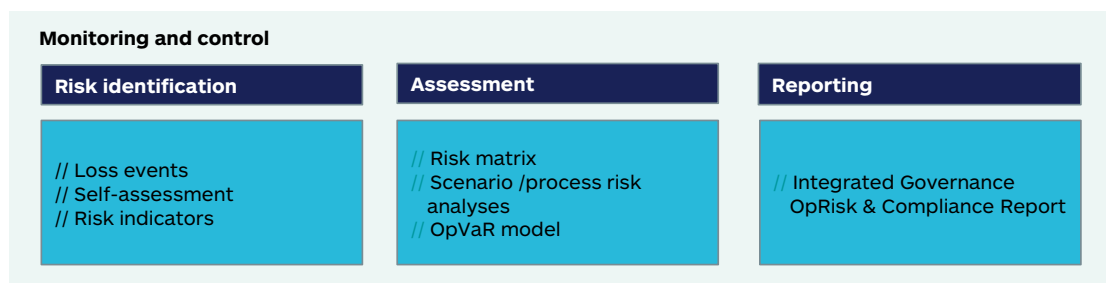 Monitoring and control
Risk identification
// Loss events
// Self-assessment
// Risk indicators
Assessment
// Risk matrix
// Scenario /process risk
analyses
// OpVaR model
Reporting
// Integrated Governance
OpRisk & Compliance Report